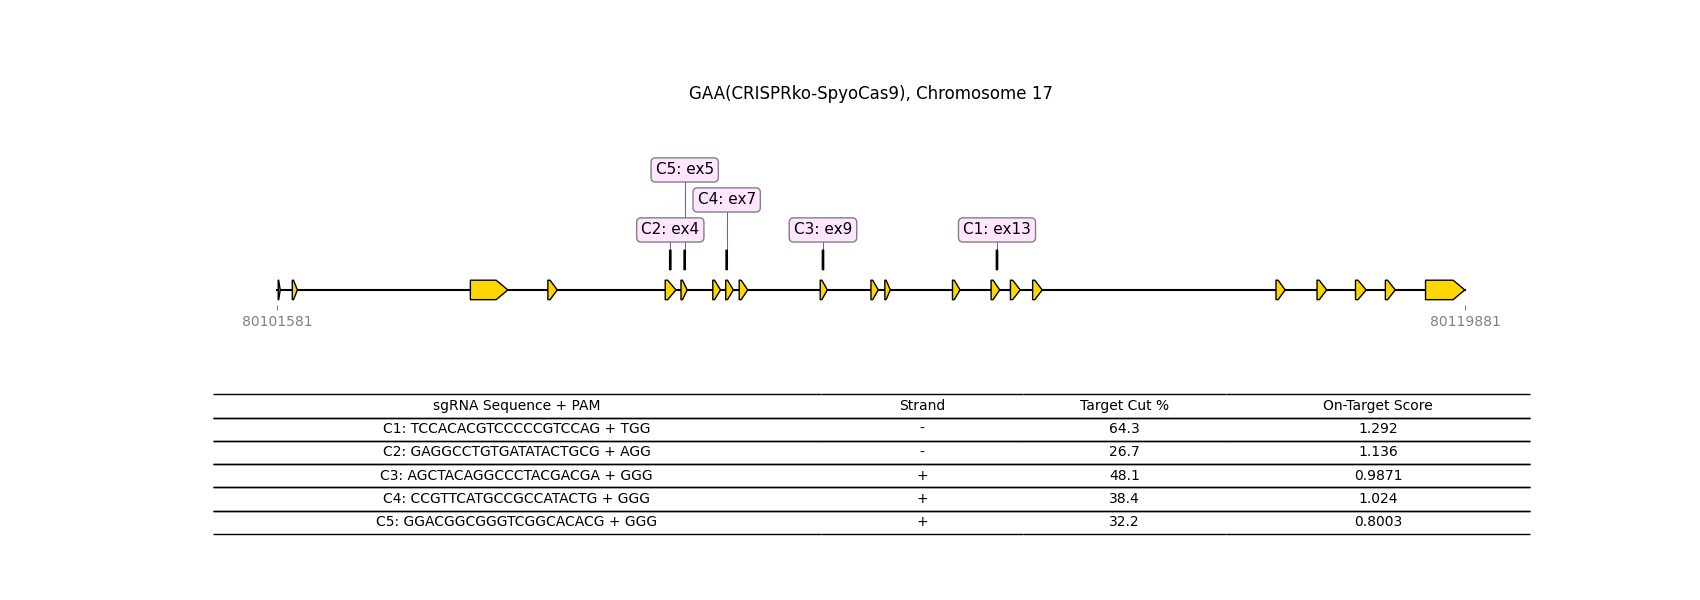 GAA(CRISPRko-SpyoCas9), Chromosome 17
C5: ex5
C4: ex7
C2: ex4 C3: ex9 C1: ex13
80101581 80119881
sgRNA Sequence + PAM Strand Target Cut % On-Target Score
C1: TCCACACGTCCCCCGTCCAG + TGG - 64.3 1.292
C2: GAGGCCTGTGATATACTGCG + AGG - 26.7 1.136
C3: AGCTACAGGCCCTACGACGA + GGG + 48.1 0.9871
C4: CCGTTCATGCCGCCATACTG + GGG + 38.4 1.024
C5: GGACGGCGGGTCGGCACACG + GGG + 32.2 0.8003